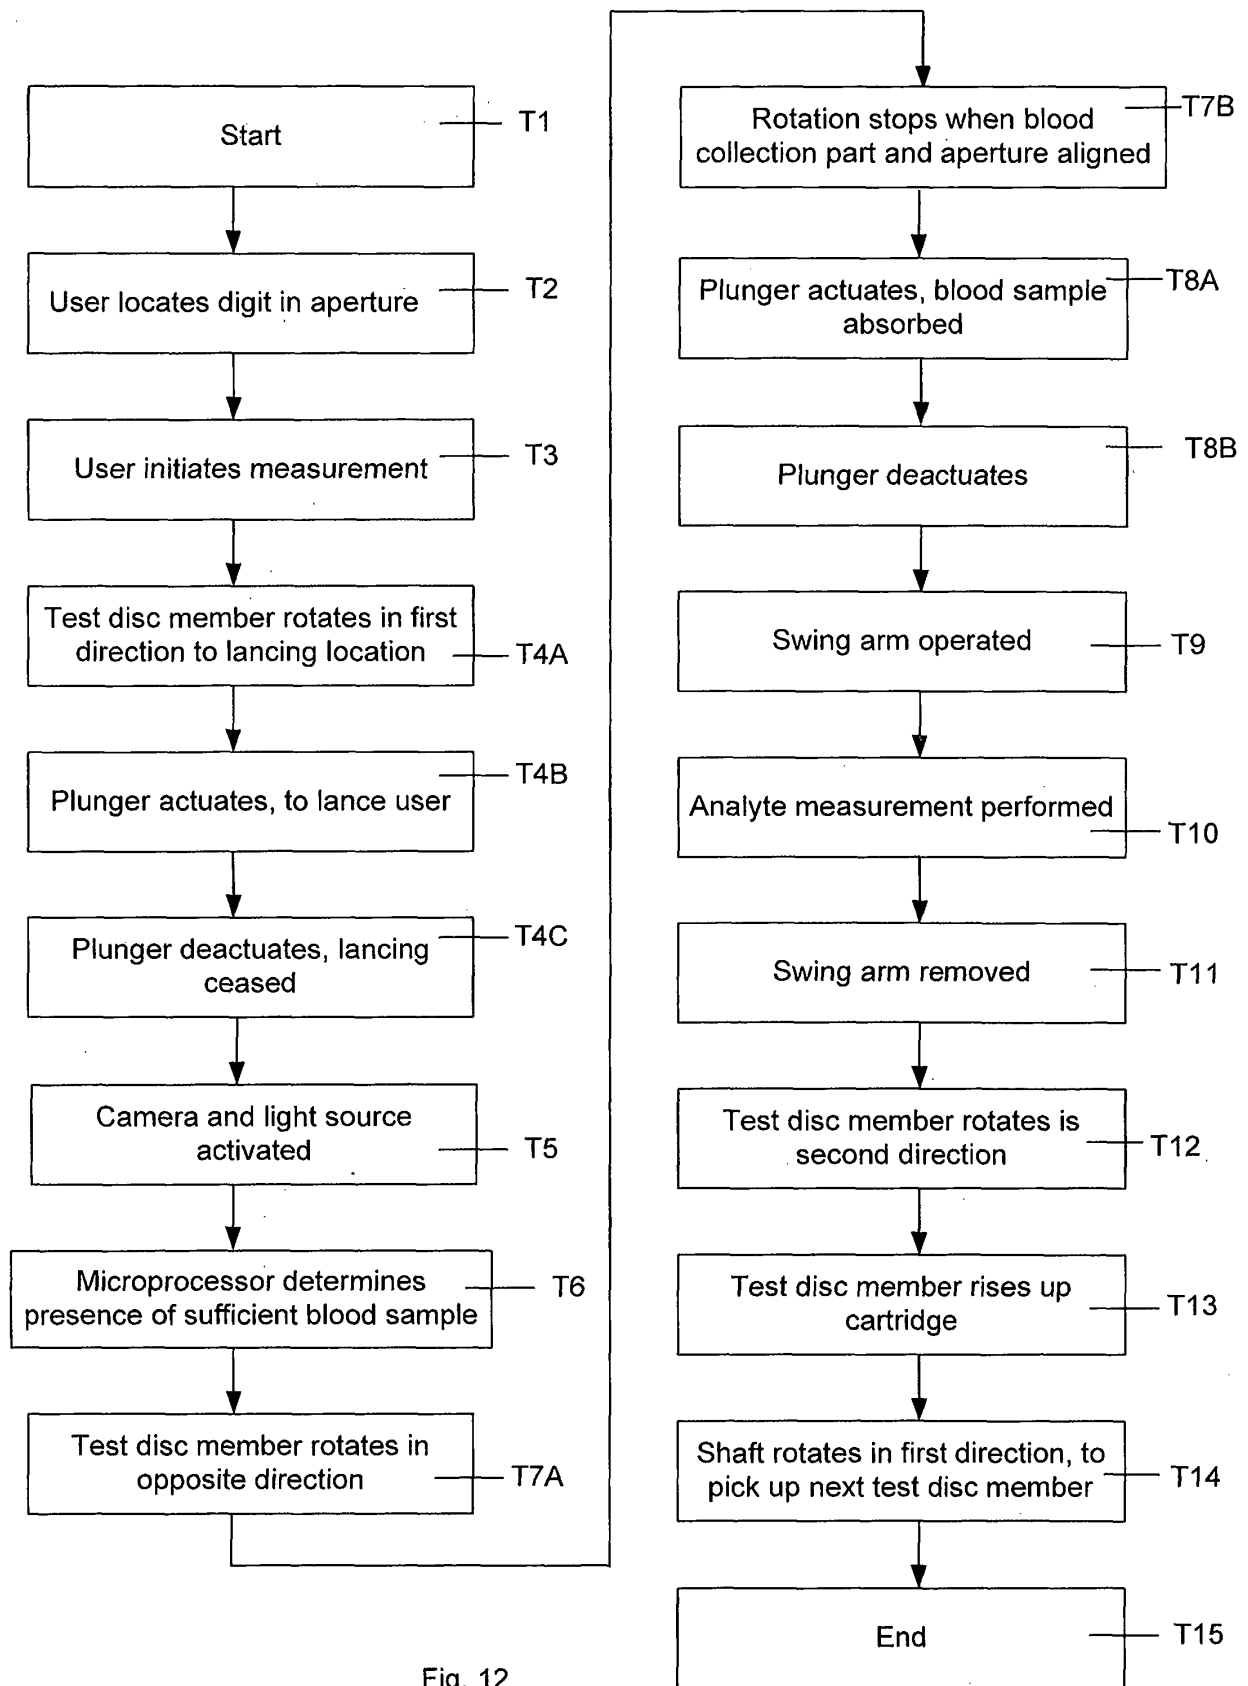 Start
T1
User locates digit in aperture
T2
User initiates measurement
T3
Test disc member rotates in first
direction to lancing location
T4A
Plunger actuates, to lance user
T4B
Plunger deactuates, lancing
ceased
T4C
Camera and light source
activated
T5
Microprocessor determines
presence of sufficient blood sample
T6
Test disc member rotates in
opposite direction
T7A
Rotation stops when blood
collection part and aperture aligned
T7B
Plunger actuates, blood sample
absorbed
T8A
Plunger deactuates
T8B
Swing arm operated
T9
Analyte measurement performed
T10
Swing arm removed
T11
Test disc member rotates is
second direction
T12
Test disc member rises up
cartridge
T13
Shaft rotates in first direction, to
pick up next test disc member
T14
End
T15
Fig. 12